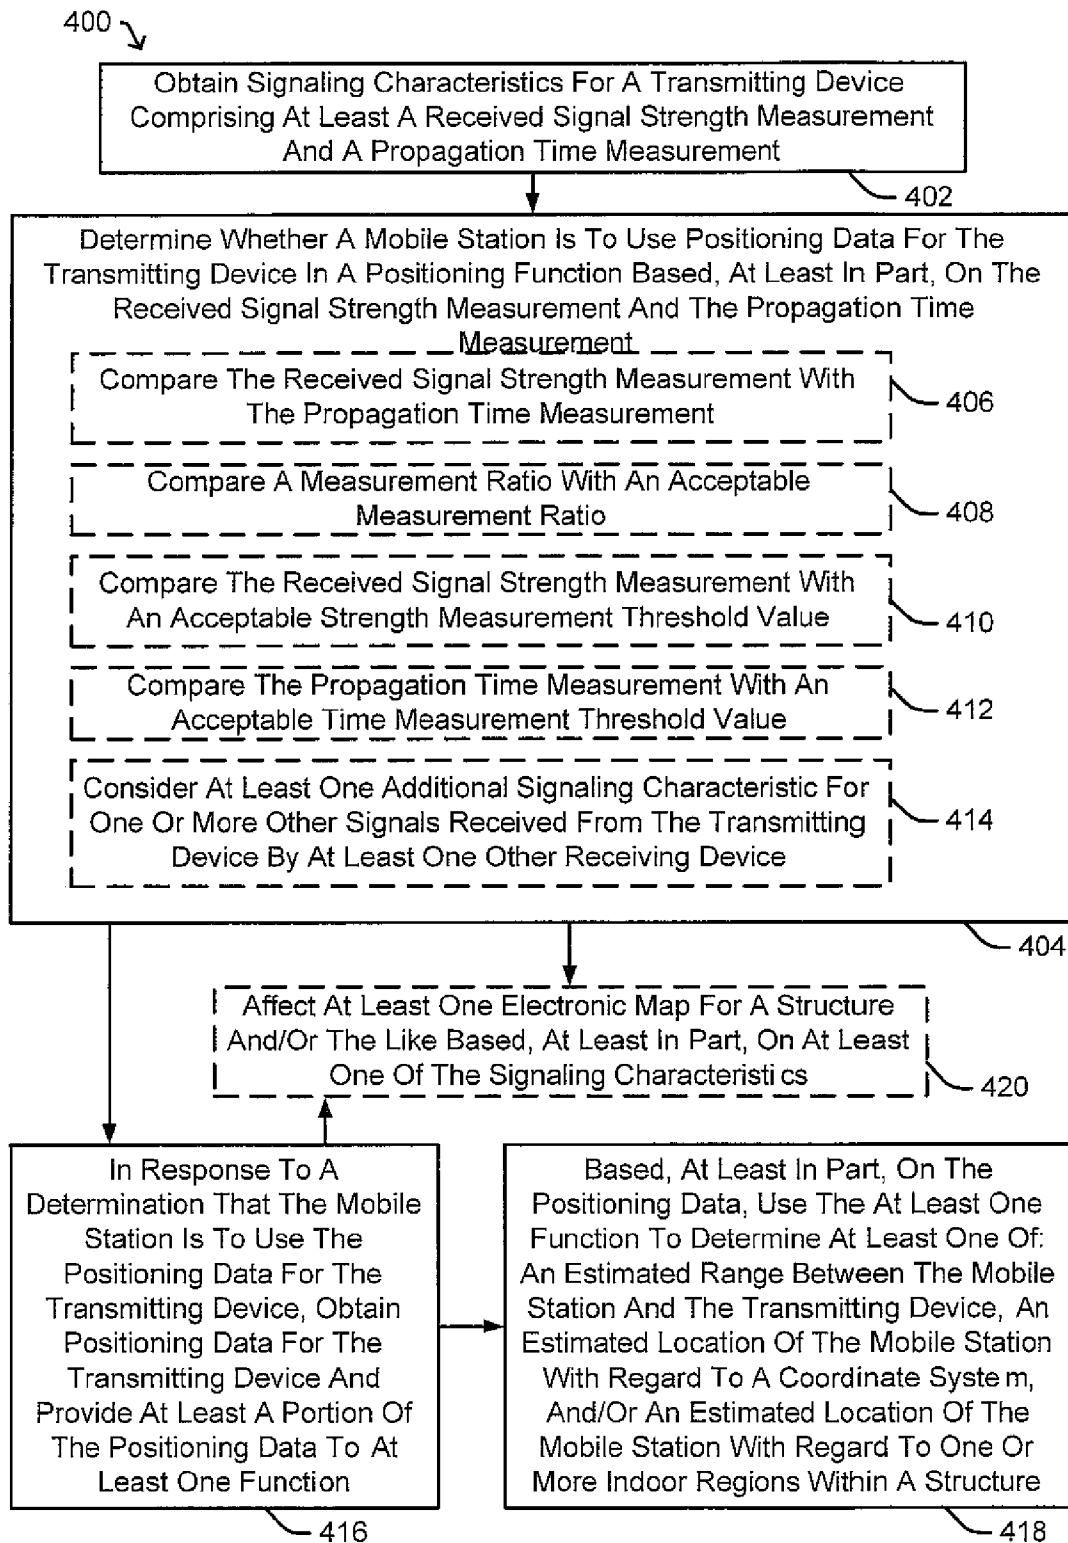 400
Obtain Signaling Characteristics For A Transmitting Device
Comprising At Least A Received Signal Strength Measurement
And A Propagation Time Measurement
402
Determine Whether A Mobile Station Is To Use Positioning Data For The
Transmitting Device In A Positioning Function Based, At Least In Part, On The
Received Signal Strength Measurement And The Propagation Time
Measurement
Compare The Received Signal Strength Measurement With
The Propagation Time Measurement
406
Compare A Measurement Ratio With An Acceptable
Measurement Ratio
408
Compare The Received Signal Strength Measurement With
An Acceptable Strength Measurement Threshold Value
410
Compare The Propagation Time Measurement With An
Acceptable Time Measurement Threshold Value
412
Consider At Least One Additional Signaling Characteristic For
One Or More Other Signals Received From The Transmitting
Device By At Least One Other Receiving Device
414
404
Affect At Least One Electronic Map For A Structure
And/Or The Like Based, At Least In Part, On At Least
One Of The Signaling Characteristics
420
In Response To A
Determination That The Mobile
Station Is To Use The
Positioning Data For The
Transmitting Device, Obtain
Positioning Data For The
Transmitting Device And
Provide At Least A Portion Of
The Positioning Data To At
Least One Function
416
Based, At Least In Part, On The
Positioning Data, Use The At Least One
Function To Determine At Least One Of:
An Estimated Range Between The Mobile
Station And The Transmitting Device, An
Estimated Location Of The Mobile Station
With Regard To A Coordinate System,
And/Or An Estimated Location Of The
Mobile Station With Regard To One Or
More Indoor Regions Within A Structure
418